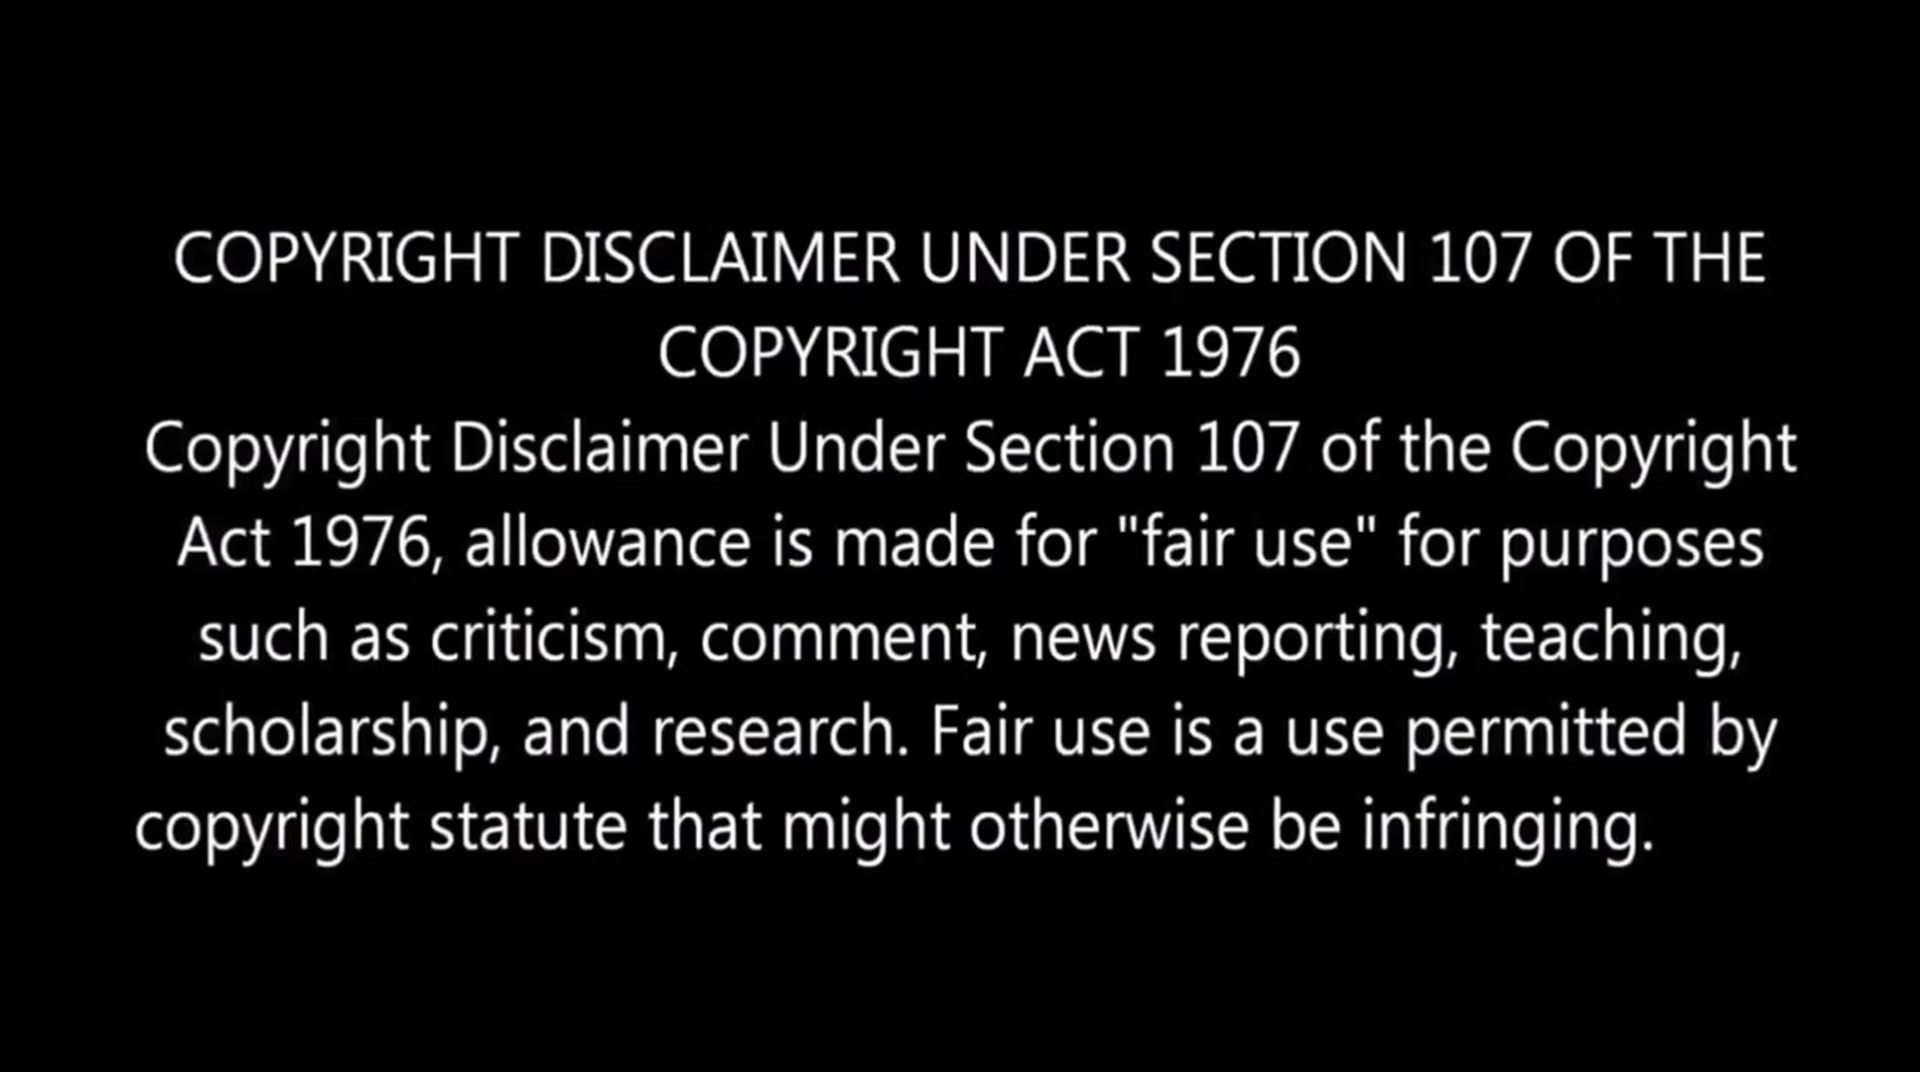 COPYRIGHT DISCLAIMER UNDER SECTION 107 OF THE
COPYRIGHT ACT 1976
Copyright Disclaimer Under Section 107 of the Copyright
Act 1976, allowance is made for "fair use" for purposes
such as criticism, comment, news reporting, teaching,
scholarship, and research. Fair use is a use permitted by
copyright statute that might otherwise be infringing.